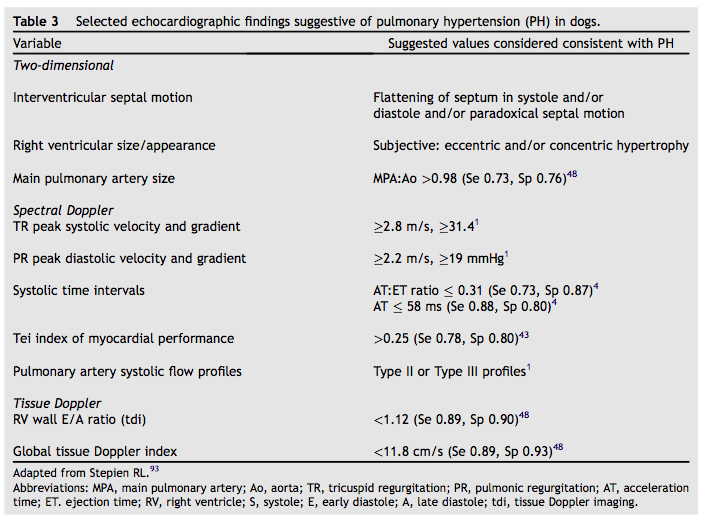 Table 3 Selected echocardiographic findings suggestive of pulmonary hypertension (PH) in dogs.
Variable Suggested values considered consistent with PH
Two-dimensional
Interventricular septal motion Flattening of septum in systole and/or
diastole and/or paradoxical septal motion
Right ventricular size/appearance Subjective: eccentric and/or concentric hypertrophy
Main pulmonary artery size MPA:Ao >0.98 (Se 0.73, Sp 0.76)48
Spectral Doppler
TR peak systolic velocity and gradient ≥2.8 m/s, ≥31.41
PR peak diastolic velocity and gradient ≥2.2 m/s, ≥19 mmHg1
Systolic time intervals AT:ET ratio ≤ 0.31 (Se 0.73, Sp 0.87)4
AT ≤ 58 ms (Se 0.88, Sp 0.80)4
Tei index of myocardial performance >0.25 (Se 0.78, Sp 0.80)43
Pulmonary artery systolic flow profiles Type II or Type III profiles1
Tissue Doppler
RV wall E/A ratio (tdi) <1.12 (Se 0.89, Sp 0.90)48
Global tissue Doppler index <11.8 cm/s (Se 0.89, Sp 0.93)48
Adapted from Stepien RL.93
Abbreviations: MPA, main pulmonary artery; Ao, aorta; TR, tricuspid regurgitation; PR, pulmonic regurgitation; AT, acceleration
time; ET. ejection time; RV, right ventricle; S, systole; E, early diastole; A, late diastole; tdi, tissue Doppler imaging.